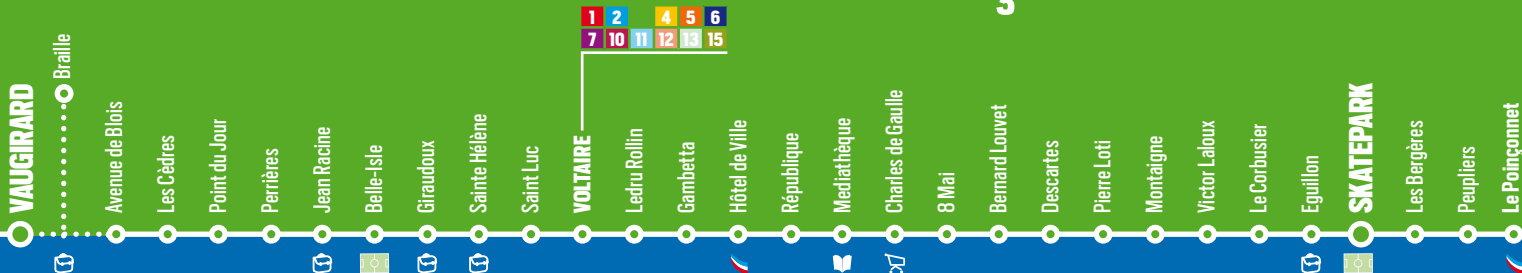 1 2 4 5 6
7 10 11 12 13 15
VAUGIRARD
Braille
Avenue de Blois
Les Cèdres
Point du Jour
Perrières
Jean Racine
Belle-Isle
Giraudoux
Sainte Hélène
Saint Luc
VOLTAIRE
Ledru Rollin
Gambetta
Hôtel de Ville
République
Mediathèque
Charles de Gaulle
8 Mai
Bernard Louvet
Descartes
Pierre Loti
Montaigne
Victor Laloux
Le Corbusier
Eguillon
SKATEPARK
Les Bergères
Peupliers
Le Poinçonnet